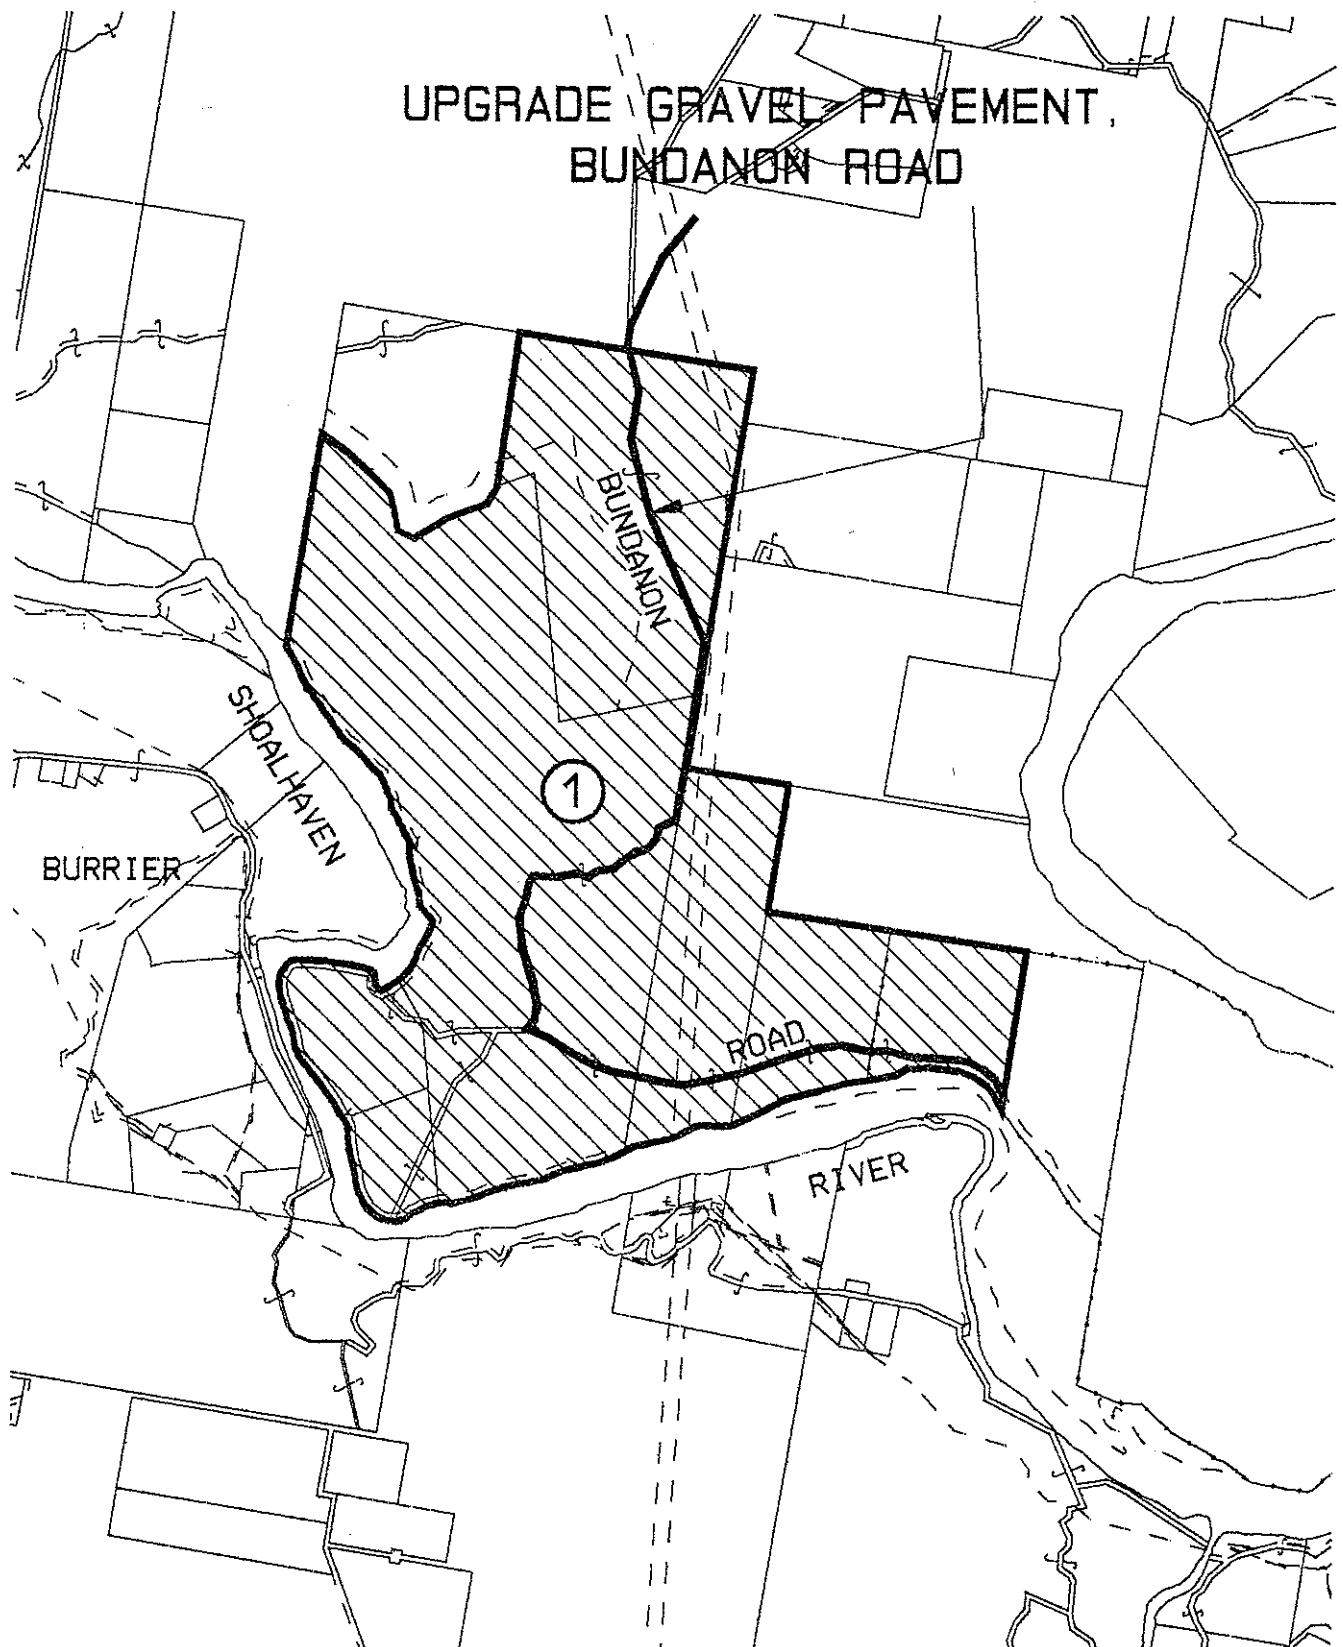 UPGRADE GRAVEL PAVEMENT,
BUNDANON ROAD
BUNDANON
SHOALHAVEN
1
BURRIER
ROAD
RIVER